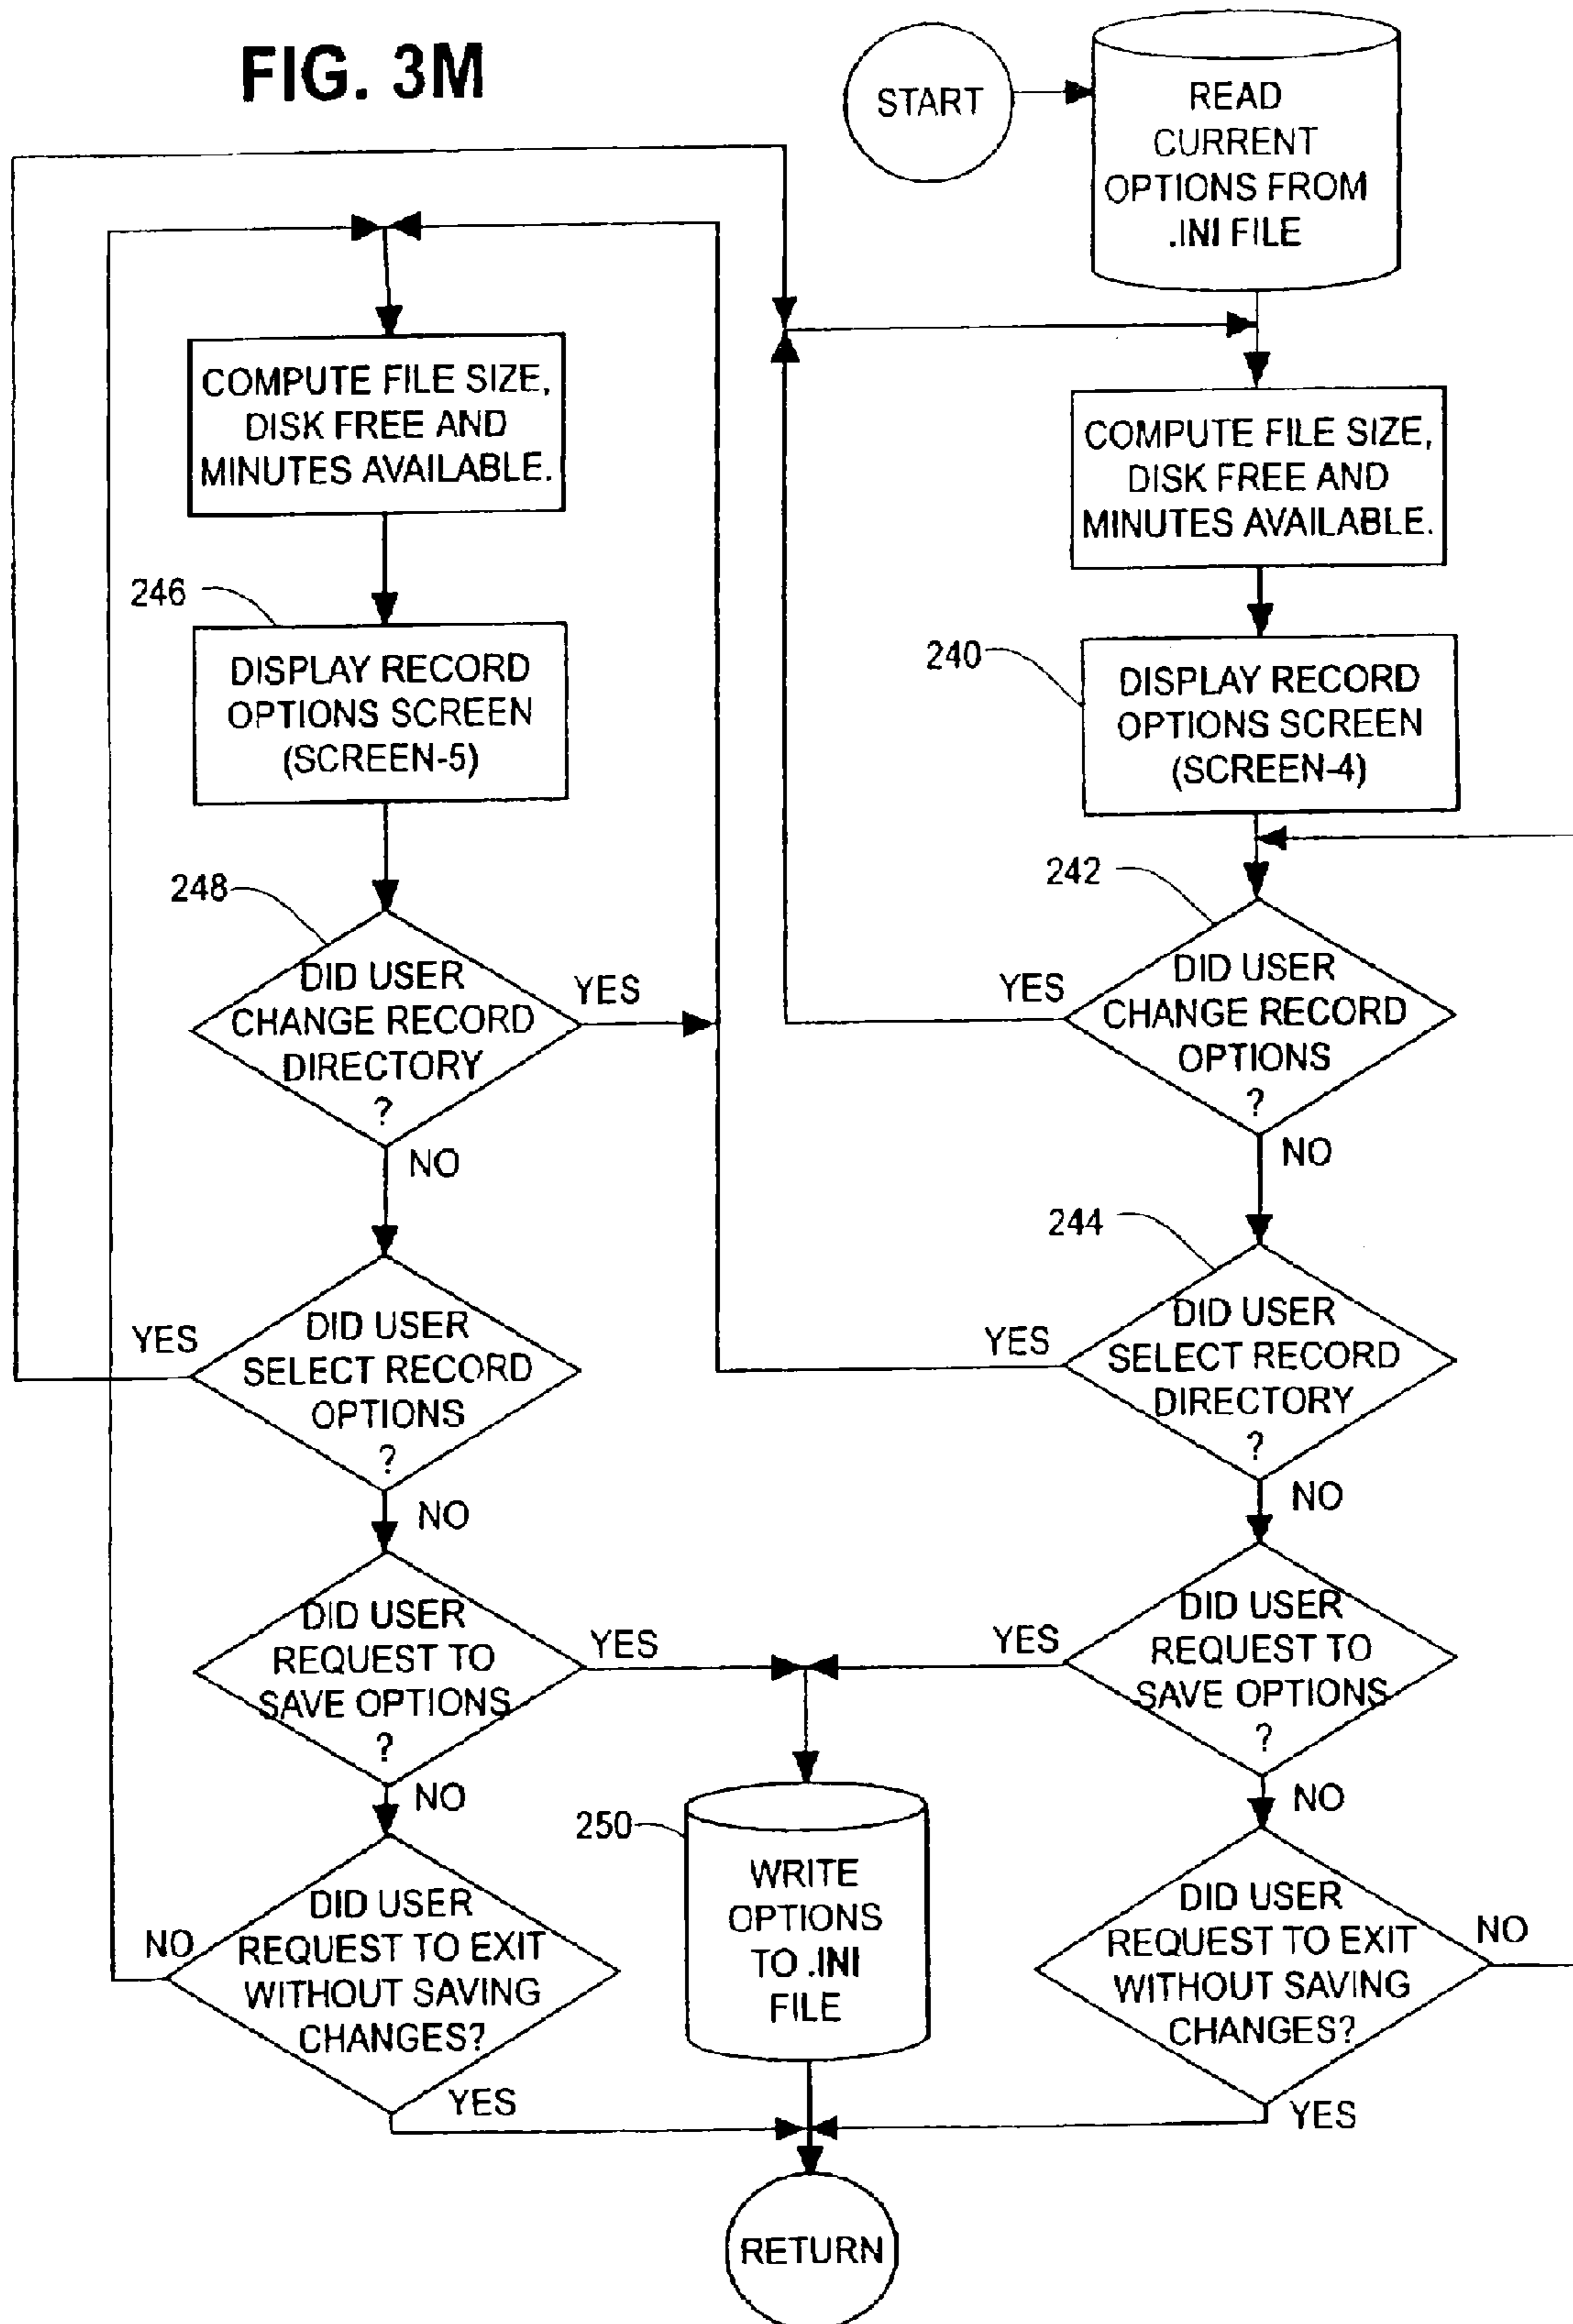 FIG. 3M
START
READ
CURRENT
OPTIONS FROM
.INI FILE
COMPUTE FILE SIZE,
DISK FREE AND
MINUTES AVAILABLE.
240
DISPLAY RECORD
OPTIONS SCREEN
(SCREEN-4)
242
DID USER
CHANGE RECORD
OPTIONS
?
YES
NO
244
DID USER
SELECT RECORD
DIRECTORY
?
YES
NO
DID USER
REQUEST TO
SAVE OPTIONS
?
YES
NO
DID USER
REQUEST TO EXIT
WITHOUT SAVING
CHANGES?
NO
YES
COMPUTE FILE SIZE,
DISK FREE AND
MINUTES AVAILABLE.
246
DISPLAY RECORD
OPTIONS SCREEN
(SCREEN-5)
248
DID USER
CHANGE RECORD
DIRECTORY
?
YES
NO
DID USER
SELECT RECORD
OPTIONS
?
YES
NO
DID USER
REQUEST TO
SAVE OPTIONS
?
YES
NO
DID USER
REQUEST TO EXIT
WITHOUT SAVING
CHANGES?
NO
YES
250
WRITE
OPTIONS
TO .INI
FILE
RETURN